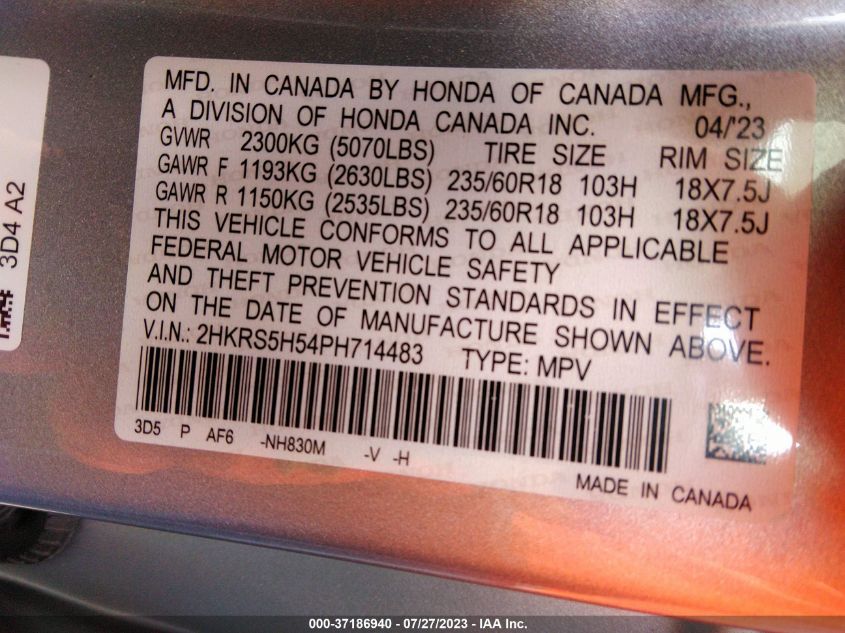 3D4 A2
MFD. IN CANADA BY HONDA OF CANADA MFG.,
A DIVISION OF HONDA CANADA INC. 04/'23
GVWR 2300KG (5070LBS) TIRE SIZE RIM SIZE
GAWR F 1193KG (2630LBS) 235/60R18 103H 18X7.5J
GAWR R 1150KG (2535LBS) 235/60R18 103H 18X7.5J
THIS VEHICLE CONFORMS TO ALL APPLICABLE
FEDERAL MOTOR VEHICLE SAFETY
AND THEFT PREVENTION STANDARDS IN EFFECT
ON THE DATE OF MANUFACTURE SHOWN ABOVE.
V.I.N.: 2HKRS5H54PH714483 TYPE: MPV
3D5 P AF6 -NH830M -V -H
MADE IN CANADA
000-37186940 - 07/27/2023 - © IAA Inc.